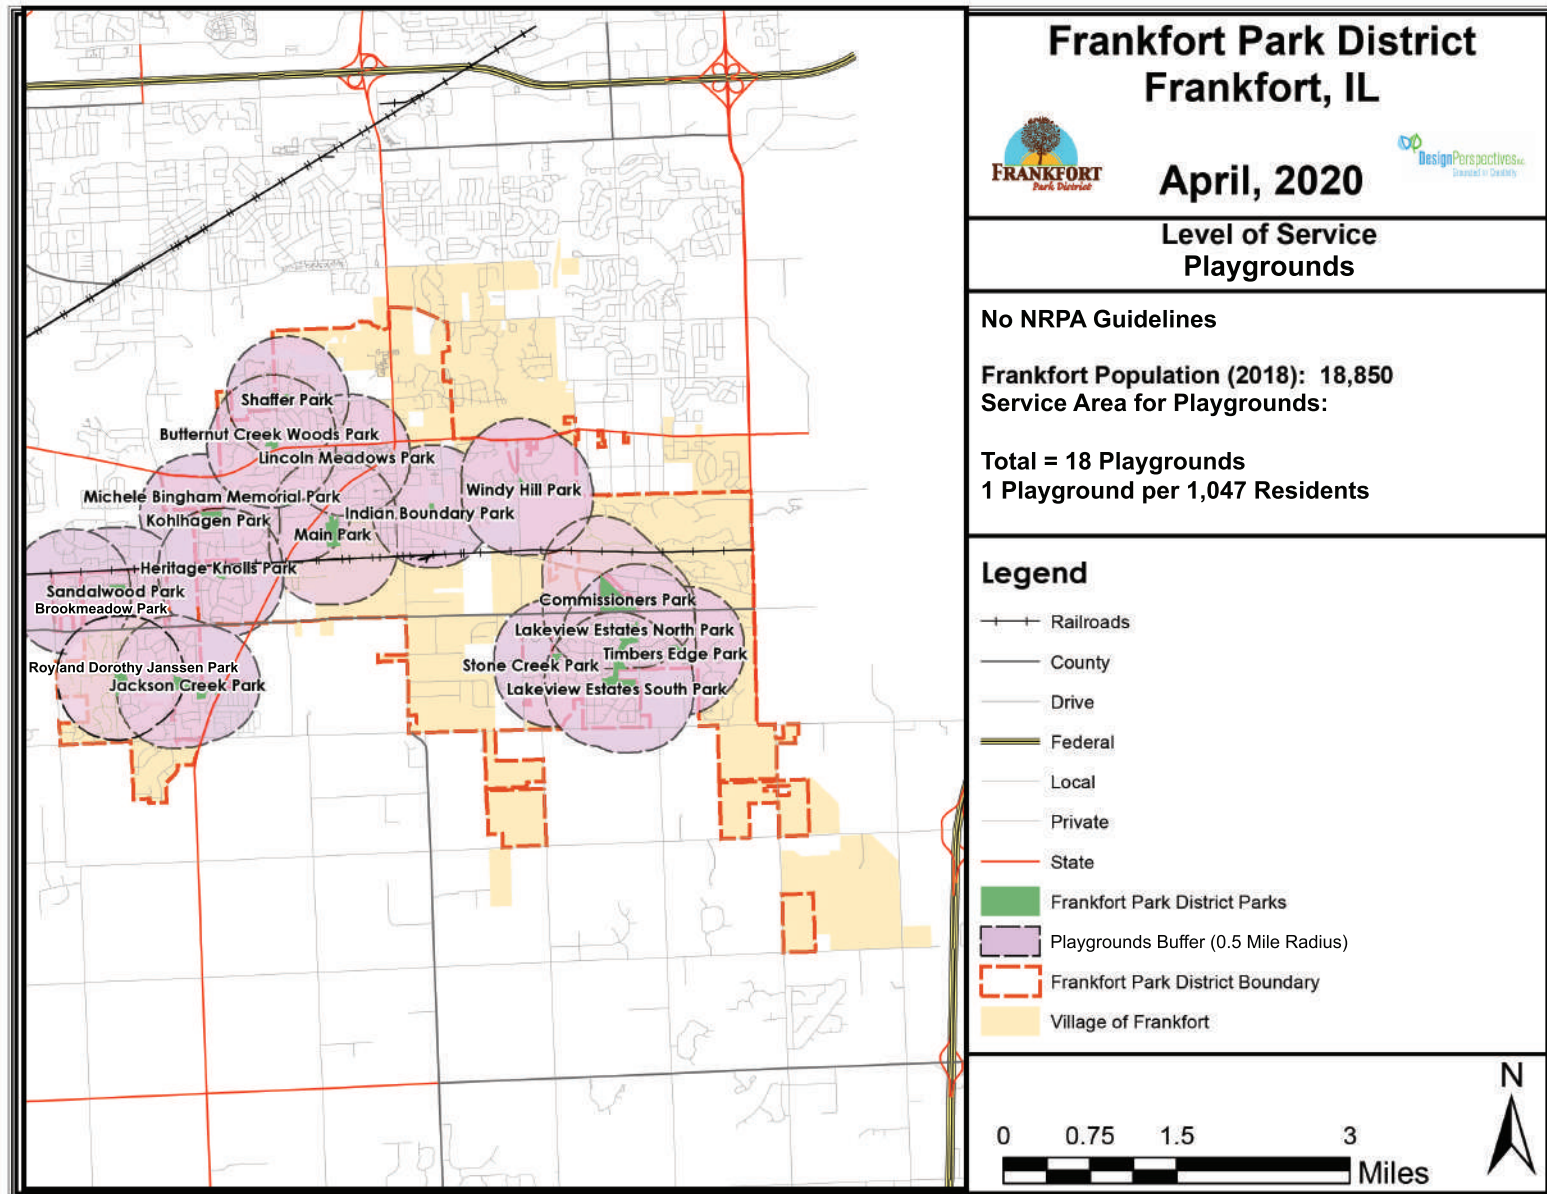 Frankfort Park District
Frankfort, IL
FRANKFORT
Park District
April, 2020
DesignPerspectives
Grounded in Creativity
Level of Service
Playgrounds
No NRPA Guidelines
Frankfort Population (2018): 18,850
Service Area for Playgrounds:
Total = 18 Playgrounds
1 Playground per 1,047 Residents
Legend
Railroads
County
Drive
Federal
Local
Private
State
Frankfort Park District Parks
Playgrounds Buffer (0.5 Mile Radius)
Frankfort Park District Boundary
Village of Frankfort
N
0 0.75 1.5 3
Miles
Shaffer Park
Butternut Creek Woods Park
Lincoln Meadows Park
Windy Hill Park
Michele Bingham Memorial Park
Indian Boundary Park
Kohlhagen Park
Main Park
Heritage Knolls Park
Sandalwood Park
Brookmeadow Park
Commissioners Park
Lakeview Estates North Park
Timbers Edge Park
Stone Creek Park
Roy and Dorothy Janssen Park
Jackson Creek Park
Lakeview Estates South Park